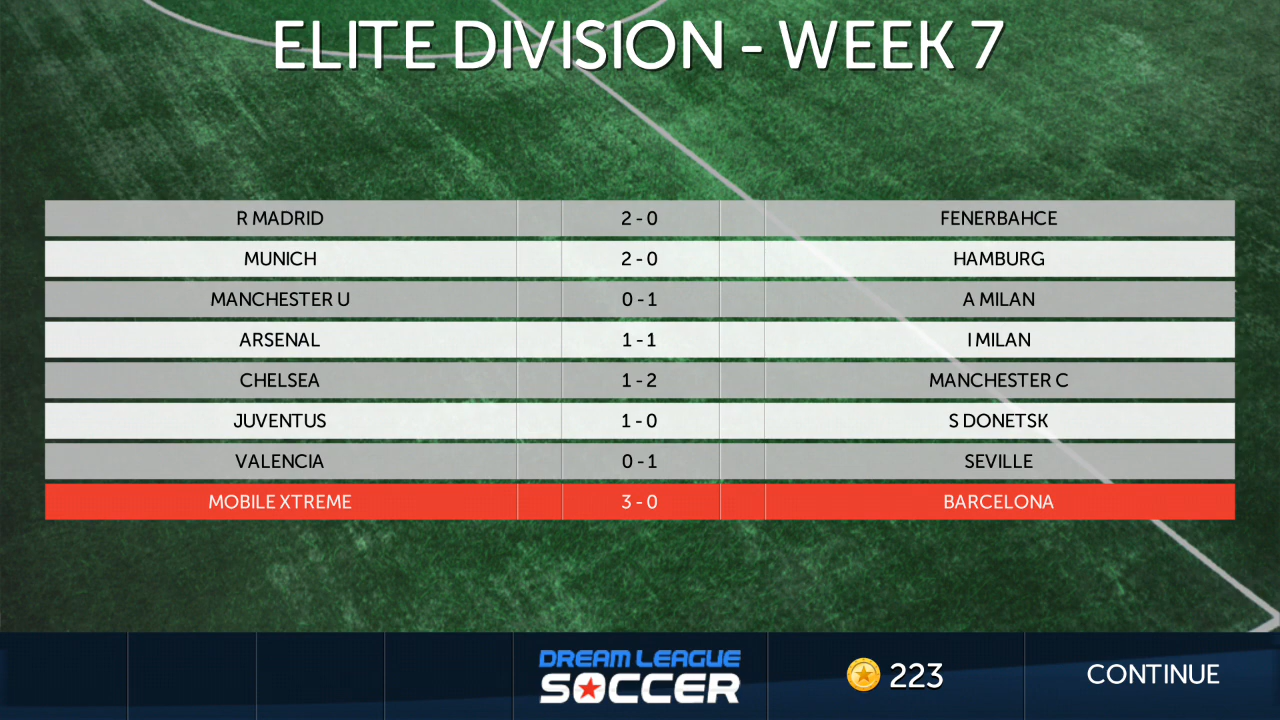 ELITE DIVISION - WEEK 7
R MADRID 2 - 0 FENERBAHCE
MUNICH 2 - 0 HAMBURG
MANCHESTER U 0 - 1 A MILAN
ARSENAL 1 - 1 I MILAN
CHELSEA 1 - 2 MANCHESTER C
JUVENTUS 1 - 0 S DONETSK
VALENCIA 0 - 1 SEVILLE
MOBILE XTREME 3 - 0 BARCELONA
DREAM LEAGUE
SOCCER
223
CONTINUE